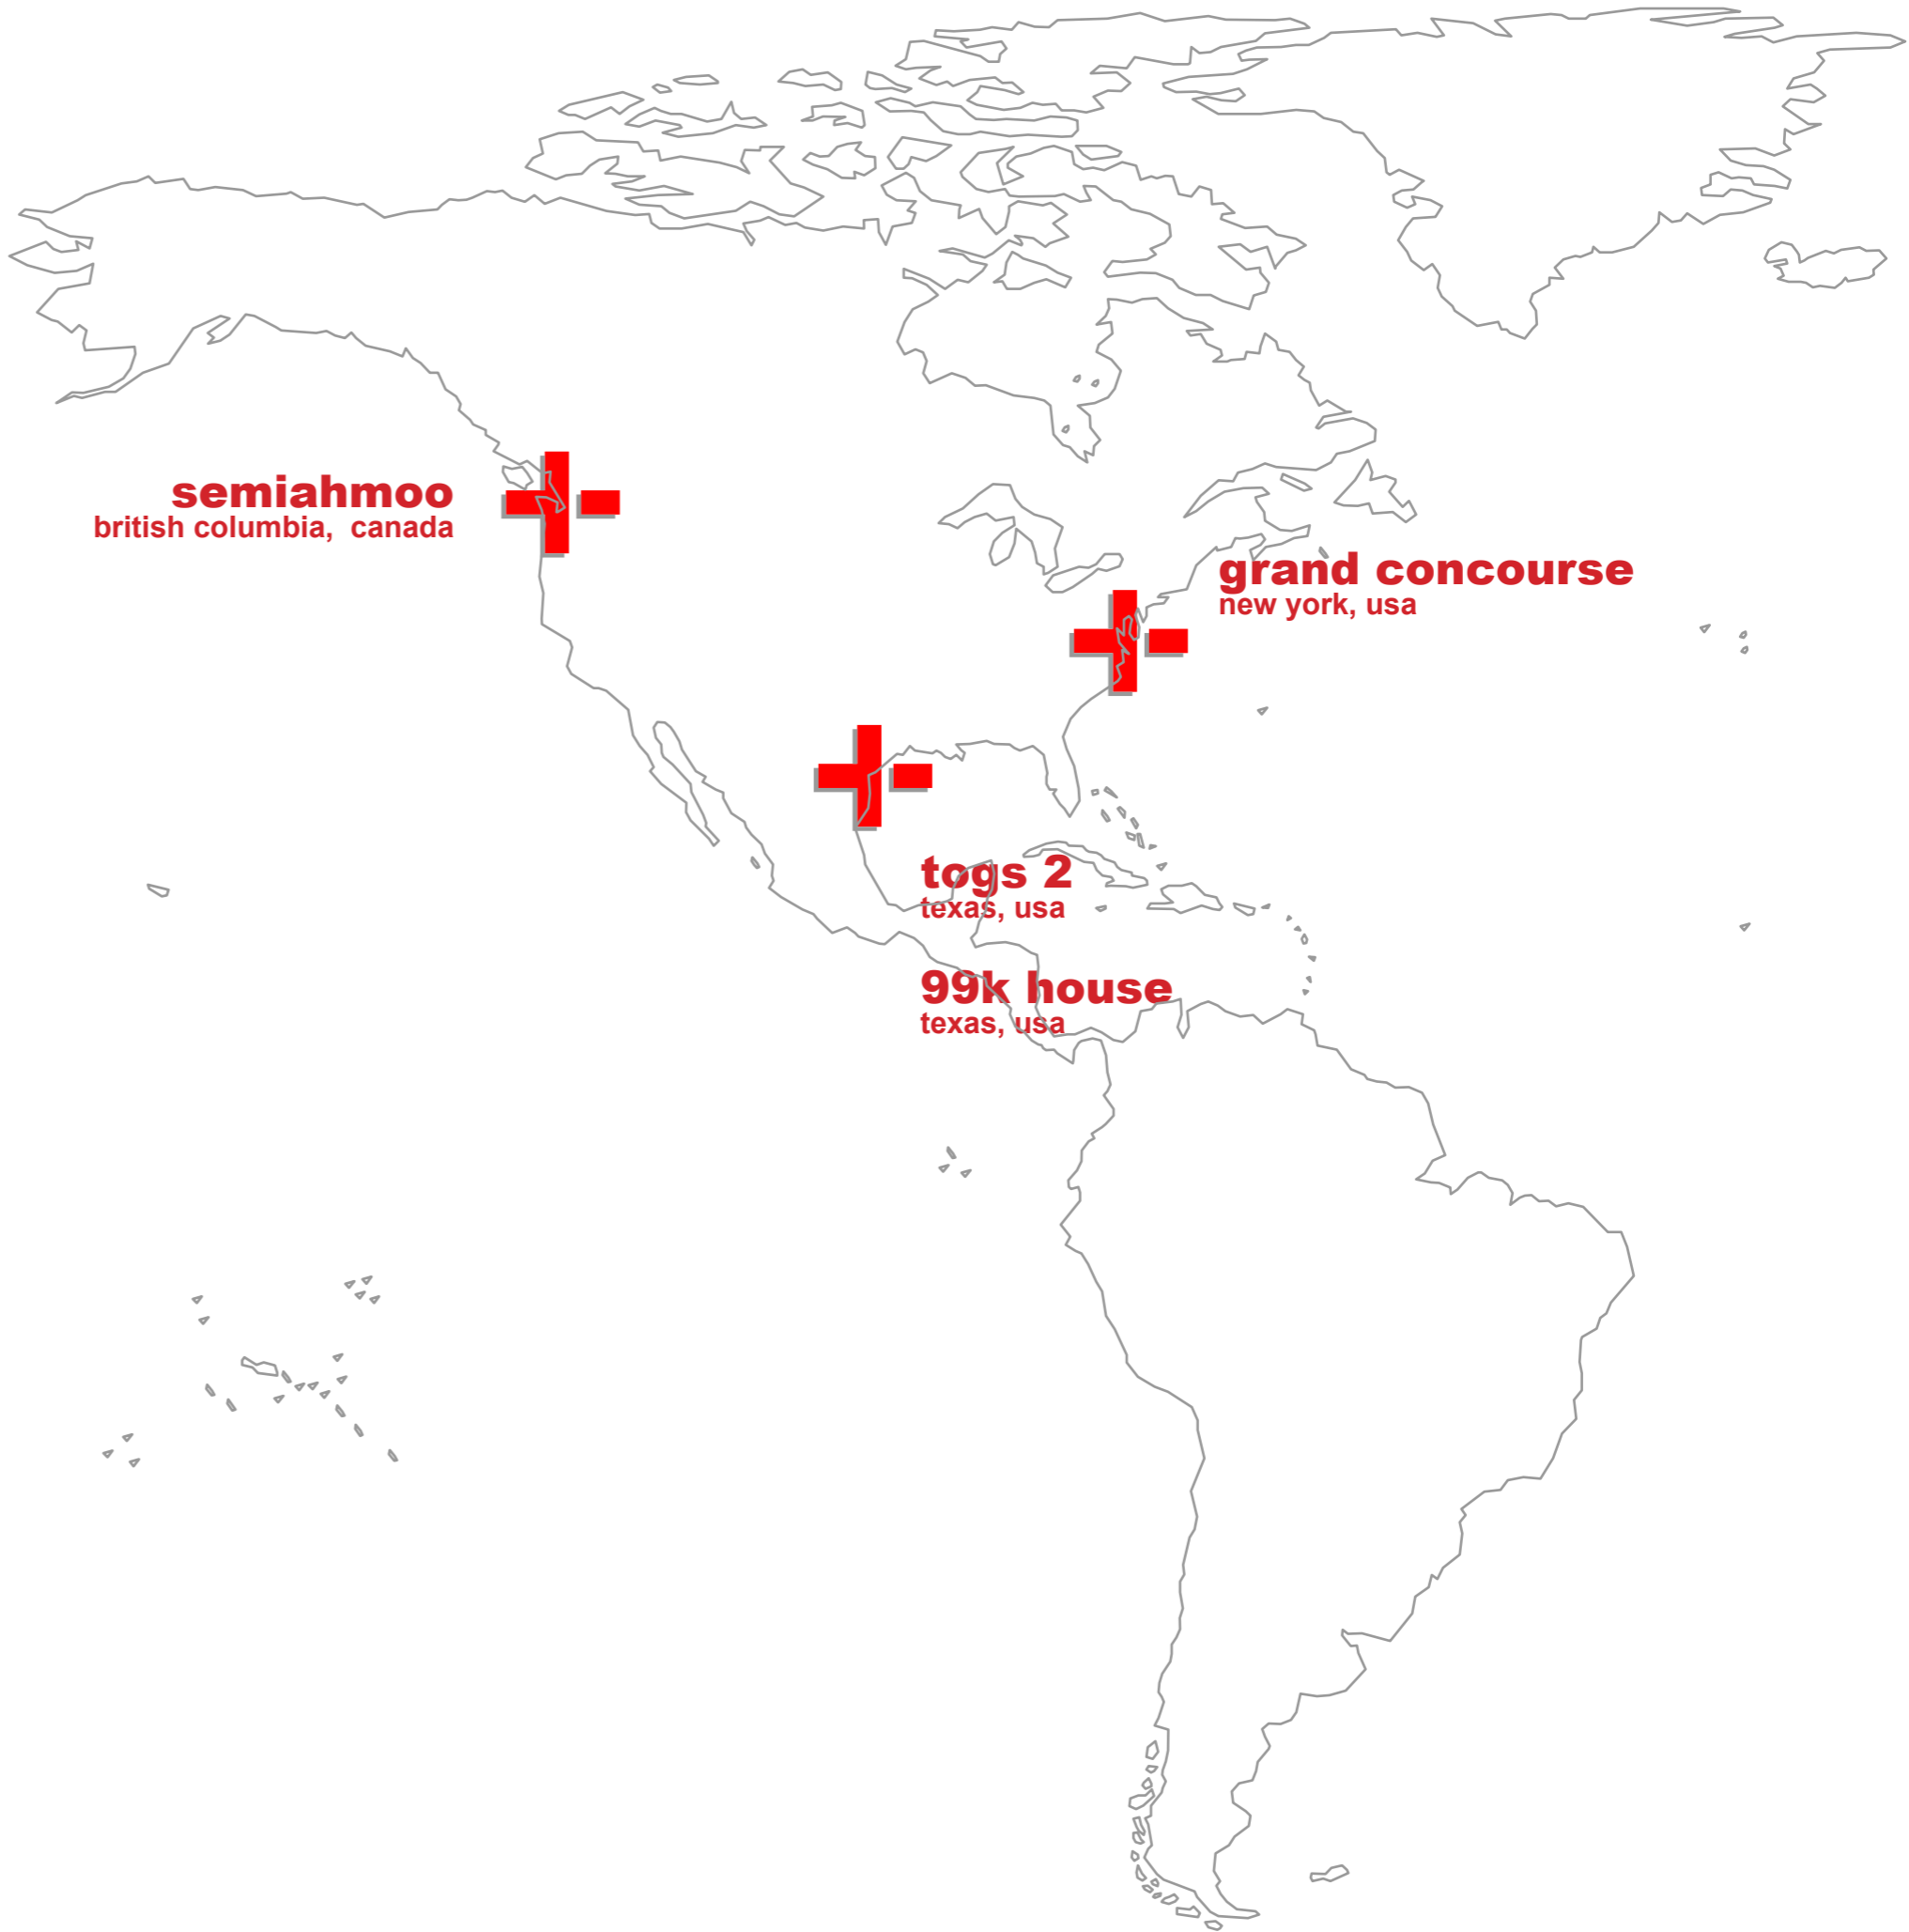 semiahmoo
british columbia,  canada
grand concourse
new york, usa
togs 2
texas, usa
99k house
texas, usa